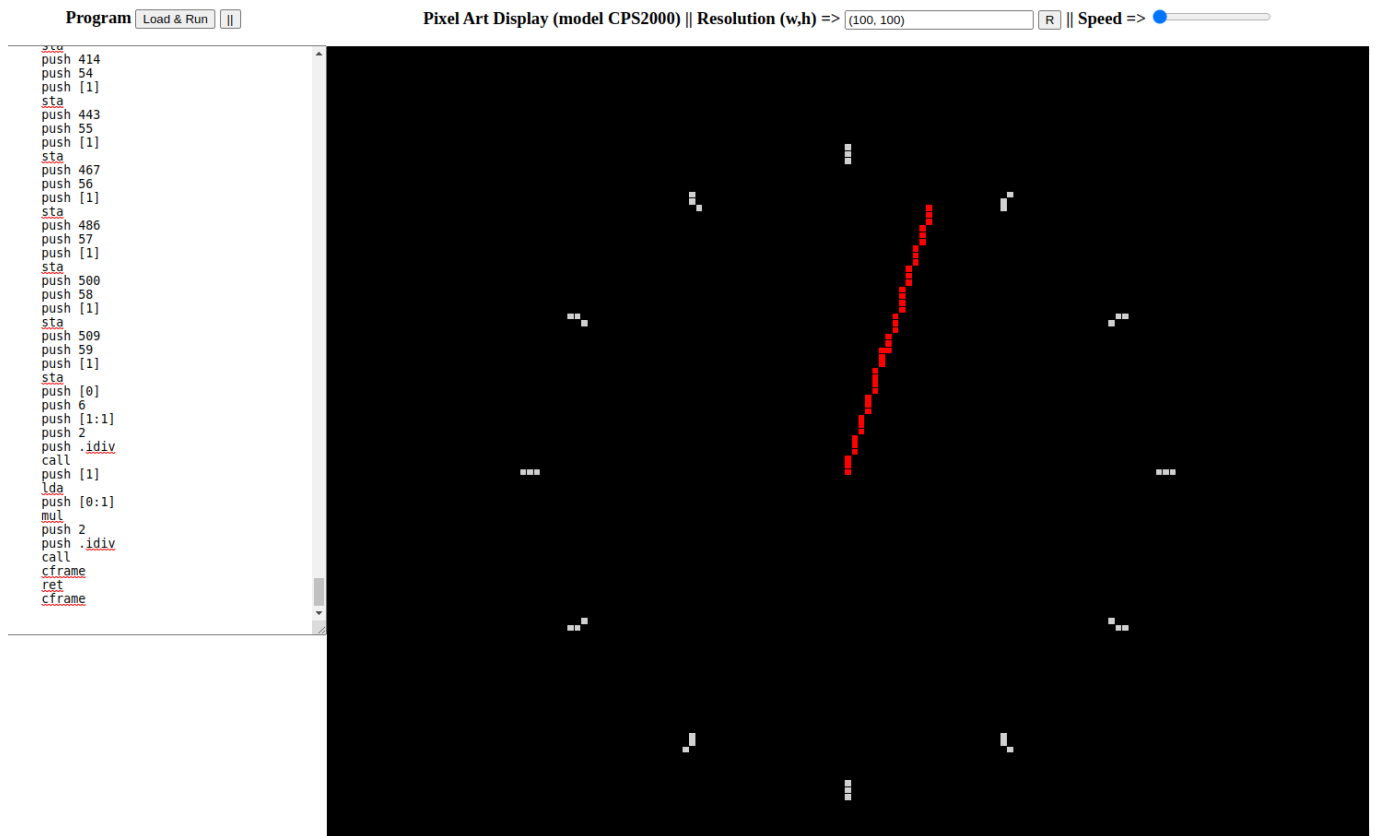 Program Load & Run || Pixel Art Display (model CPS2000) || Resolution (w,h) => (100, 100) R || Speed =>
sta
push 414
push 54
push [1]
sta
push 443
push 55
push [1]
sta
push 467
push 56
push [1]
sta
push 486
push 57
push [1]
sta
push 500
push 58
push [1]
sta
push 509
push 59
push [1]
sta
push [0]
push 6
push [1:1]
push 2
push .idiv
call
push [1]
lda
push [0:1]
mul
push 2
push .idiv
call
cframe
ret
cframe